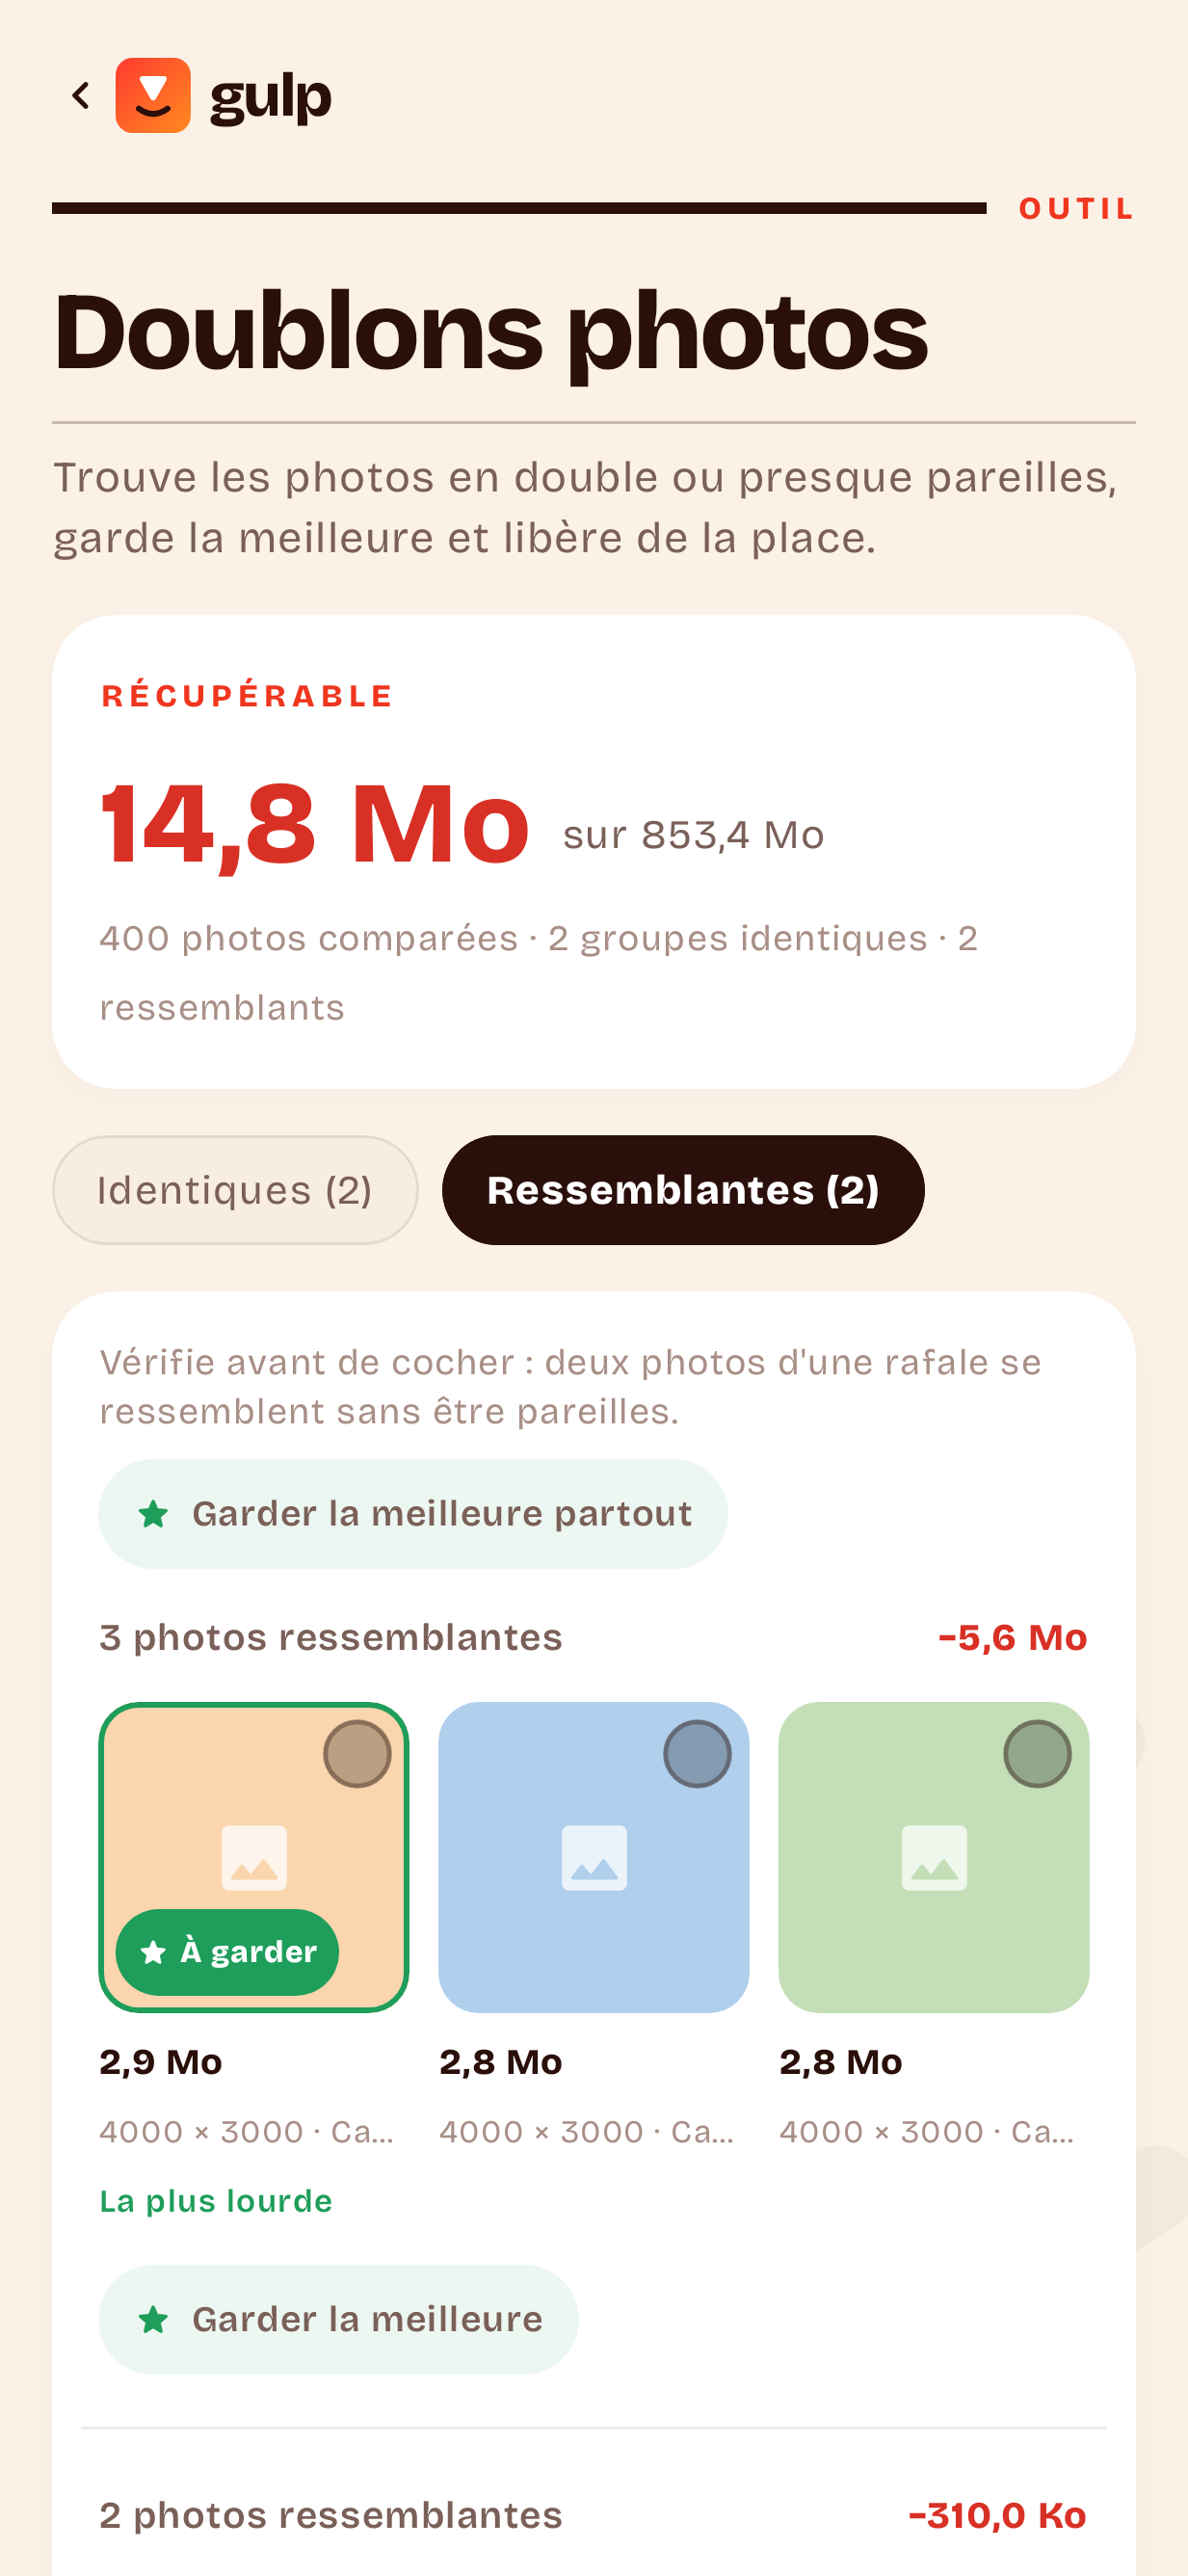 gulp
OUTIL
Doublons photos
Trouve les photos en double ou presque pareilles,
garde la meilleure et libère de la place.
RÉCUPÉRABLE
14,8 Mo sur 853,4 Mo
400 photos comparées · 2 groupes identiques · 2
ressemblants
Identiques (2) Ressemblantes (2)
Vérifie avant de cocher : deux photos d'une rafale se
ressemblent sans être pareilles.
Garder la meilleure partout
3 photos ressemblantes −5,6 Mo
À garder
2,9 Mo 2,8 Mo 2,8 Mo
4000 × 3000 · Ca… 4000 × 3000 · Ca… 4000 × 3000 · Ca…
La plus lourde
Garder la meilleure
2 photos ressemblantes −310,0 Ko